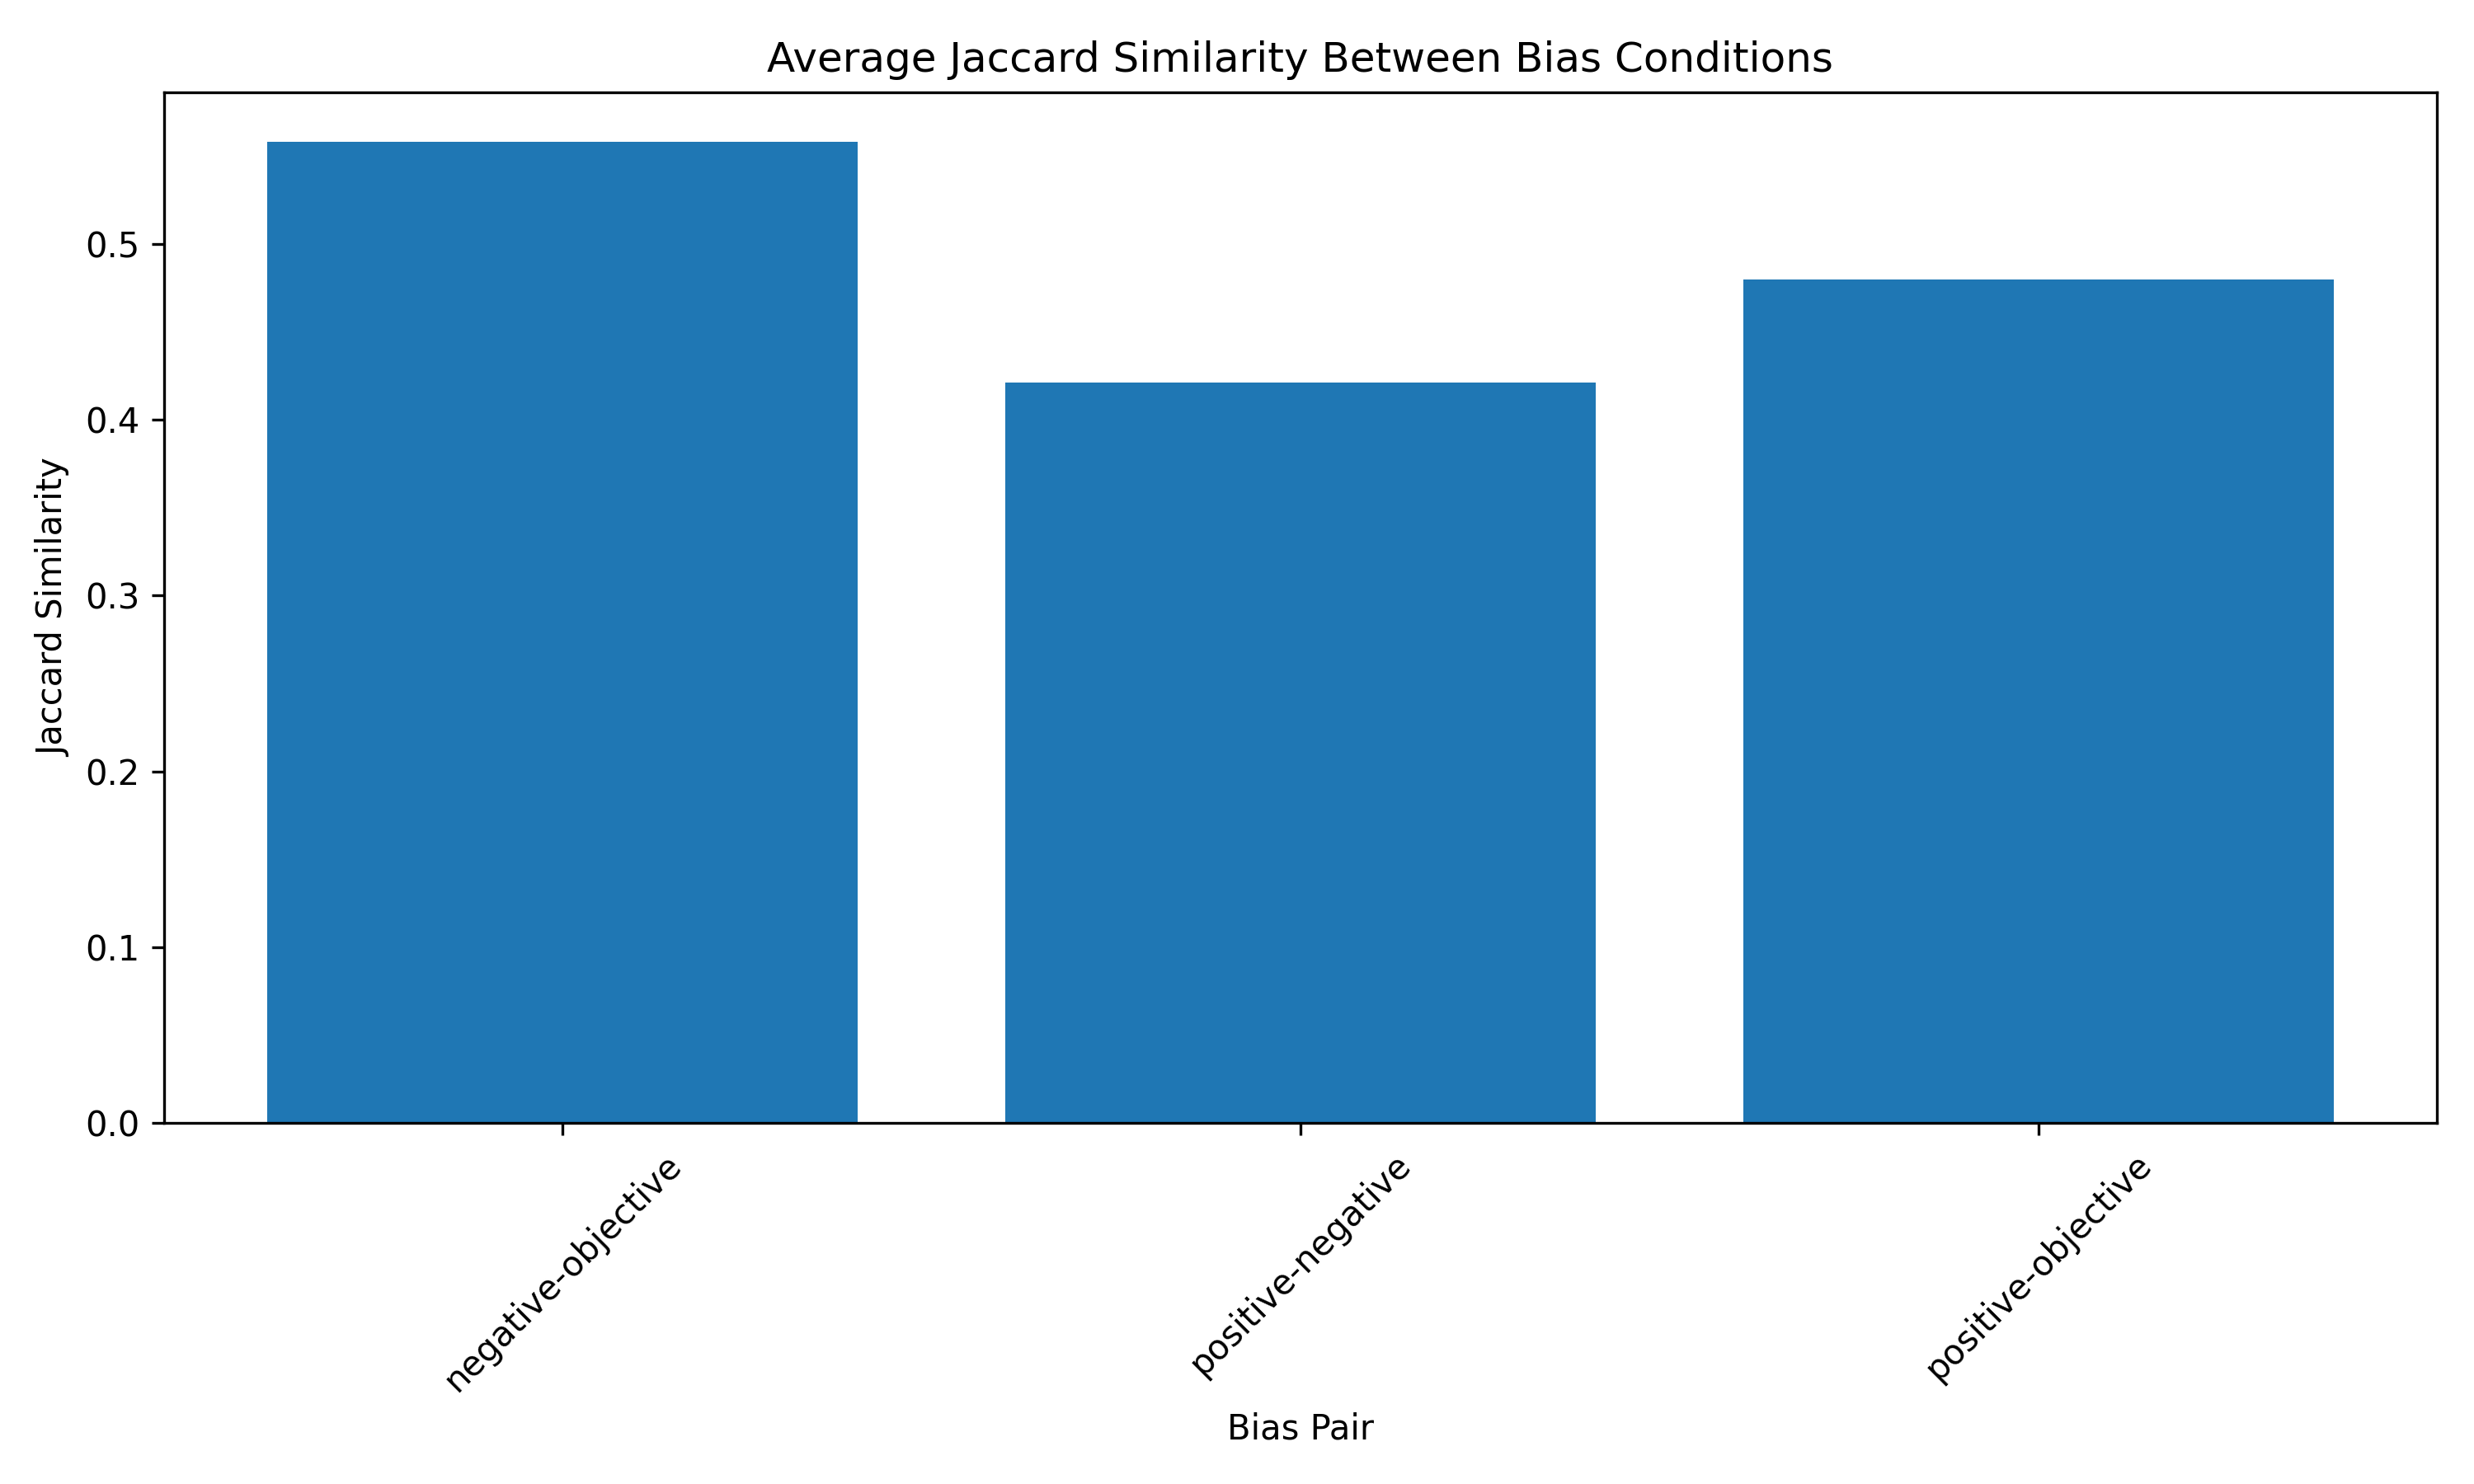 Average Jaccard Similarity Between Bias Conditions
Jaccard Similarity
0.5
0.4
0.3
0.2
0.1
0.0
negative-objective
positive-negative
positive-objective
Bias Pair